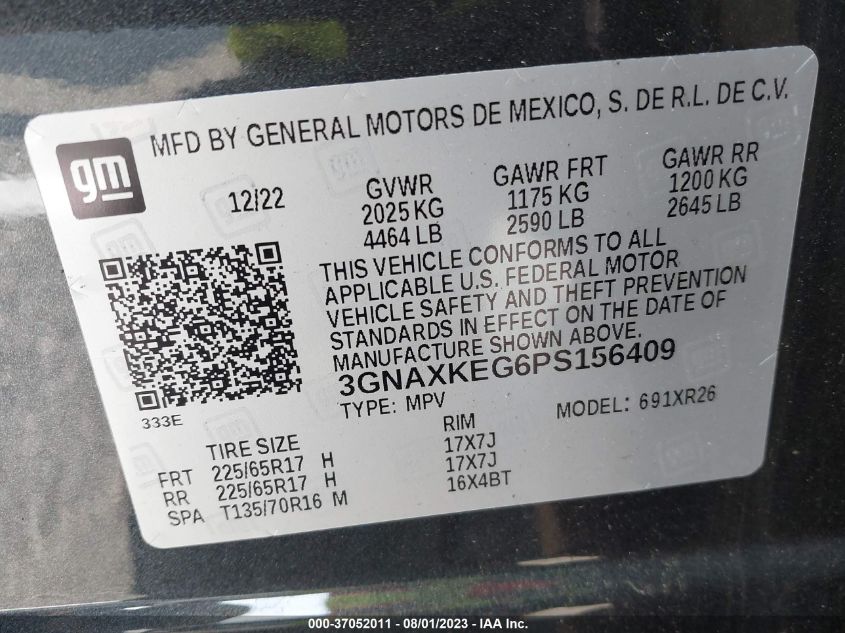 gm
MFD BY GENERAL MOTORS DE MEXICO, S. DE R.L. DE C.V.
12/22
GVWR
2025 KG
4464 LB
GAWR FRT
1175 KG
2590 LB
GAWR RR
1200 KG
2645 LB
THIS VEHICLE CONFORMS TO ALL
APPLICABLE U.S. FEDERAL MOTOR
VEHICLE SAFETY AND THEFT PREVENTION
STANDARDS IN EFFECT ON THE DATE OF
MANUFACTURE SHOWN ABOVE.
3GNAXKEG6PS156409
333E
TYPE: MPV
MODEL: 691XR26
TIRE SIZE RIM
FRT 225/65R17 H 17X7J
RR 225/65R17 H 17X7J
SPA T135/70R16 M 16X4BT
000-37052011 - 08/01/2023 - Copyright © IAA, Inc.